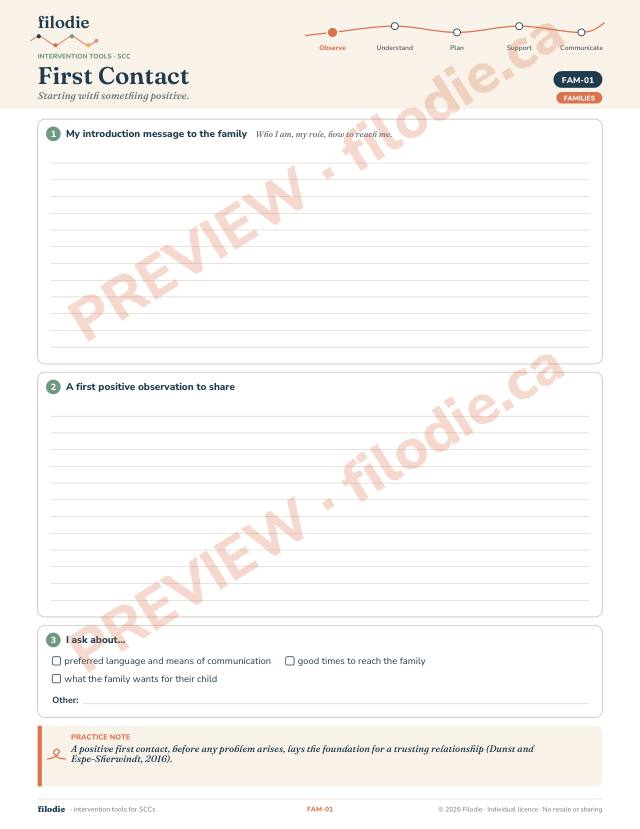 filodie
INTERVENTION TOOLS · SCC
First Contact
Starting with something positive.
Observe Understand Plan Support Communicate
FAM-01
FAMILIES
1 My introduction message to the family Who I am, my role, how to reach me.
PREVIEW · filodie.ca
2 A first positive observation to share
PREVIEW · filodie.ca
3 I ask about...
preferred language and means of communication good times to reach the family
what the family wants for their child
Other:
PRACTICE NOTE
A positive first contact, before any problem arises, lays the foundation for a trusting relationship (Dunst and
Espe-Sherwindt, 2016).
filodie · intervention tools for SCCs FAM-01 © 2026 Filodie · Individual licence · No resale or sharing